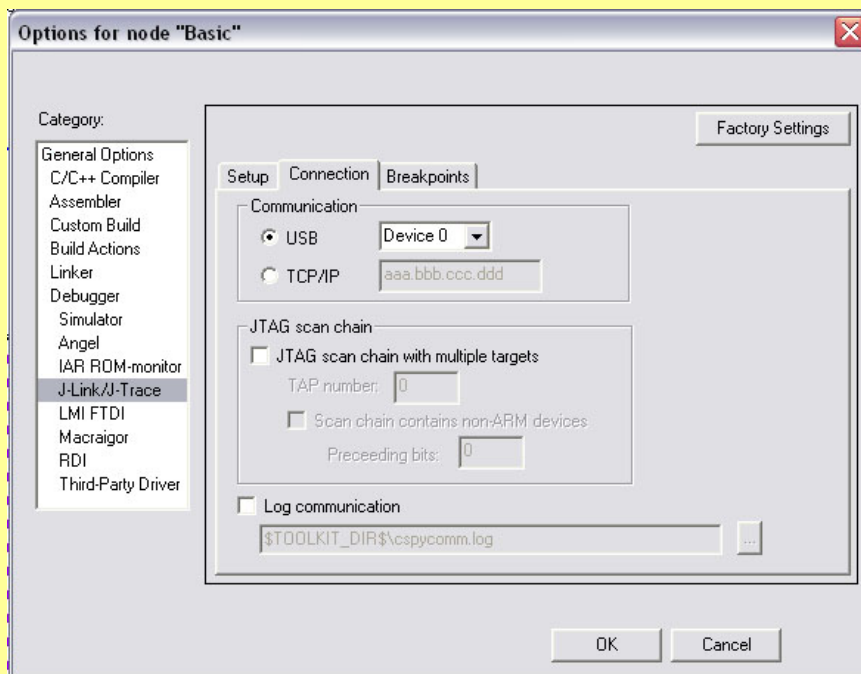 Options for node "Basic"
Category:
Factory Settings
General Options
C/C++ Compiler
Assembler
Custom Build
Build Actions
Linker
Debugger
Simulator
Angel
IAR ROM-monitor
J-Link/J-Trace
LMI FTDI
Macraigor
RDI
Third-Party Driver
Setup Connection Breakpoints
Communication
USB Device 0
TCP/IP aaa.bbb.ccc.ddd
JTAG scan chain
JTAG scan chain with multiple targets
TAP number: 0
Scan chain contains non-ARM devices
Preceeding bits: 0
Log communication
$TOOLKIT_DIR$\cspycomm.log ...
OK Cancel